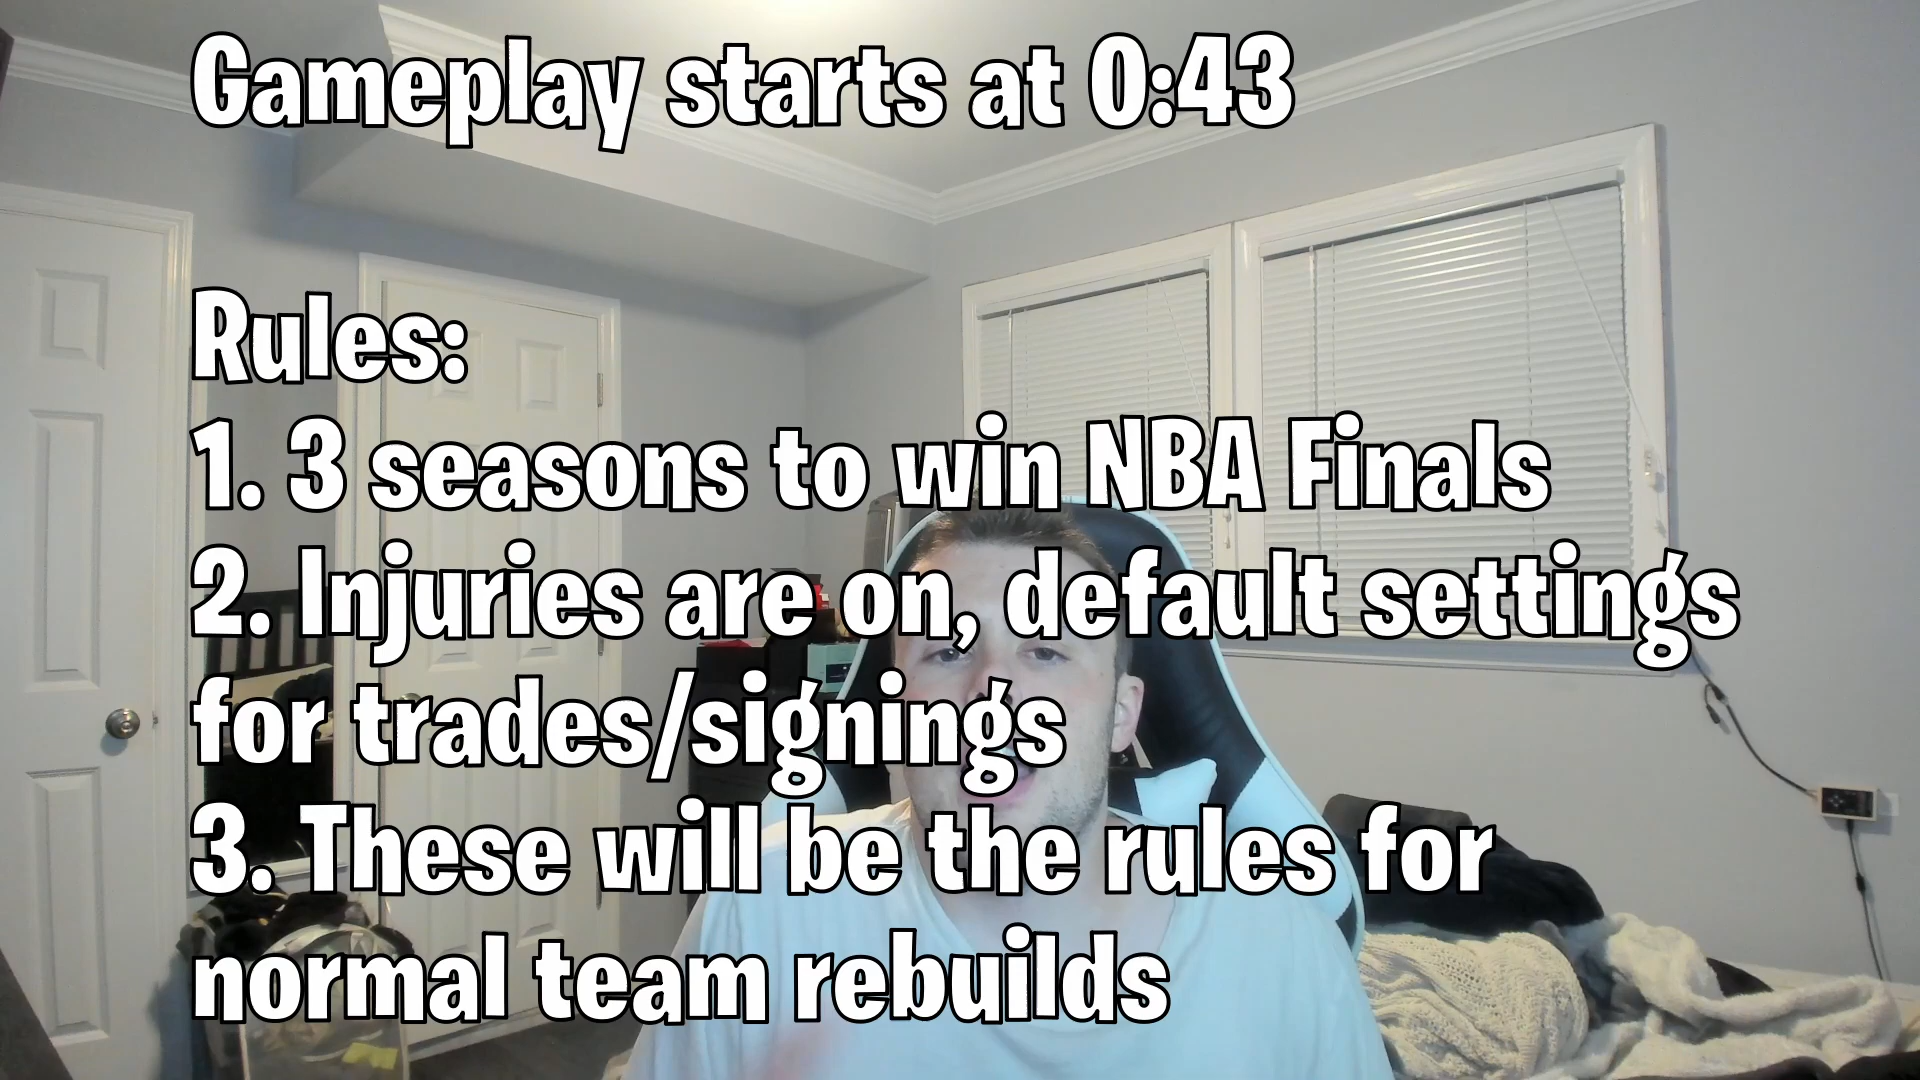 Gameplay starts at 0:43
Rules:
1. 3 seasons to win NBA Finals
2. Injuries are on, default settings
for trades/signings
3. These will be the rules for
normal team rebuilds